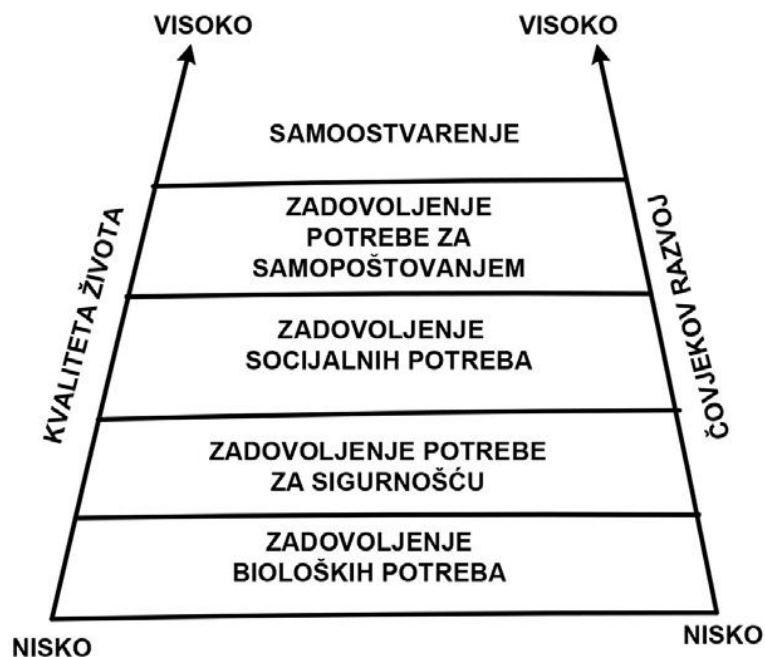 VISOKO
VISOKO
SAMOOSTVARENJE
ZADOVOLJENJE
POTREBE ZA
SAMOPOŠTOVANJEM
KVALITETA ŽIVOTA
ČOVJEKOV RAZVOJ
ZADOVOLJENJE
SOCIJALNIH POTREBA
ZADOVOLJENJE POTREBE
ZA SIGURNOŠĆU
ZADOVOLJENJE
BIOLOŠKIH POTREBA
NISKO
NISKO